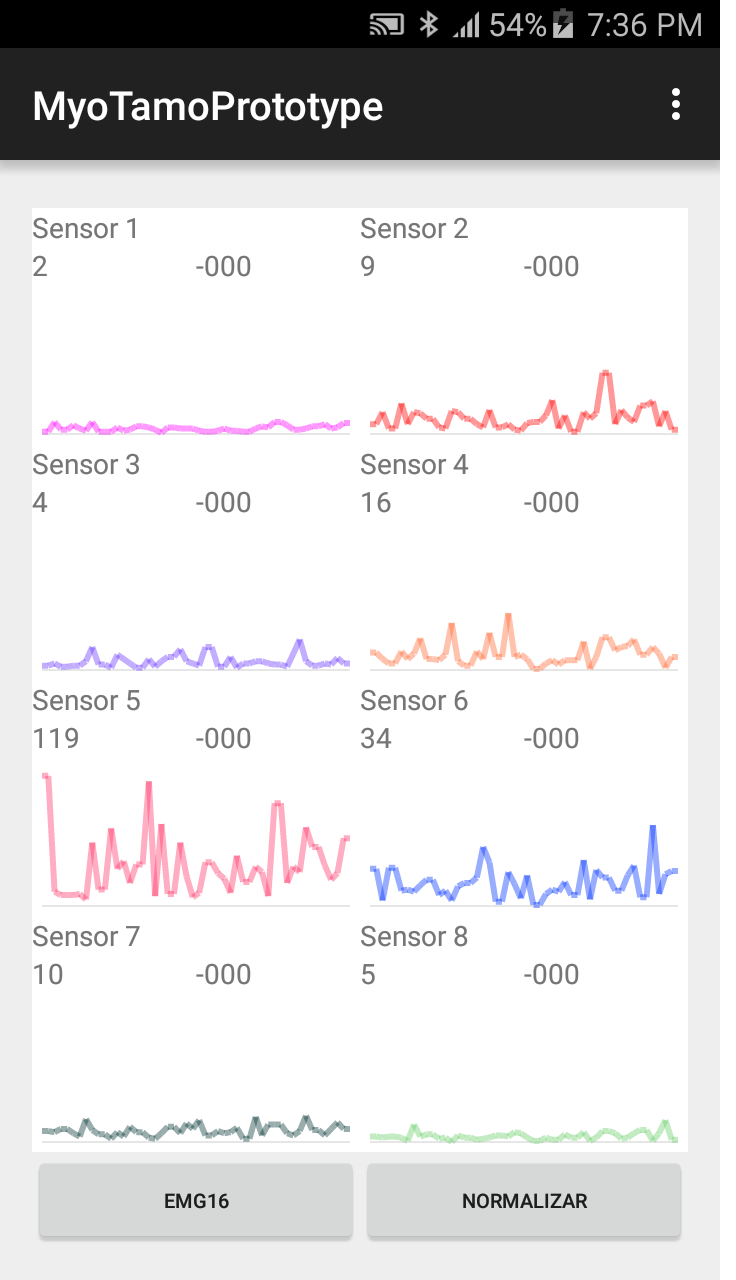 54% 7:36 PM
MyoTamoPrototype
Sensor 1 Sensor 2
2 -000 9 -000
Sensor 3 Sensor 4
4 -000 16 -000
Sensor 5 Sensor 6
119 -000 34 -000
Sensor 7 Sensor 8
10 -000 5 -000
EMG16 NORMALIZAR